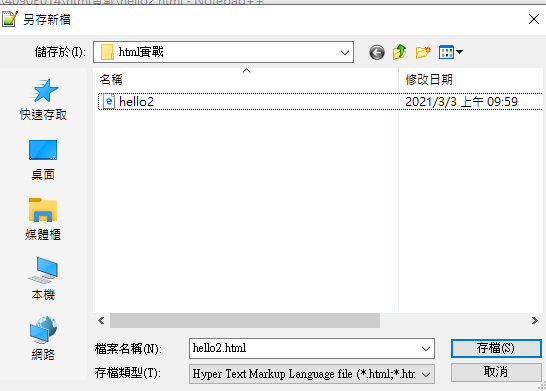 另存新檔
儲存於(I):
html實戰
名稱
修改日期
hello2
2021/3/3 上午 09:59
快速存取
桌面
媒體櫃
本機
網路
檔案名稱(N):
hello2.html
存檔(S)
存檔類型(T):
Hyper Text Markup Language file (*.html;*.htm
取消